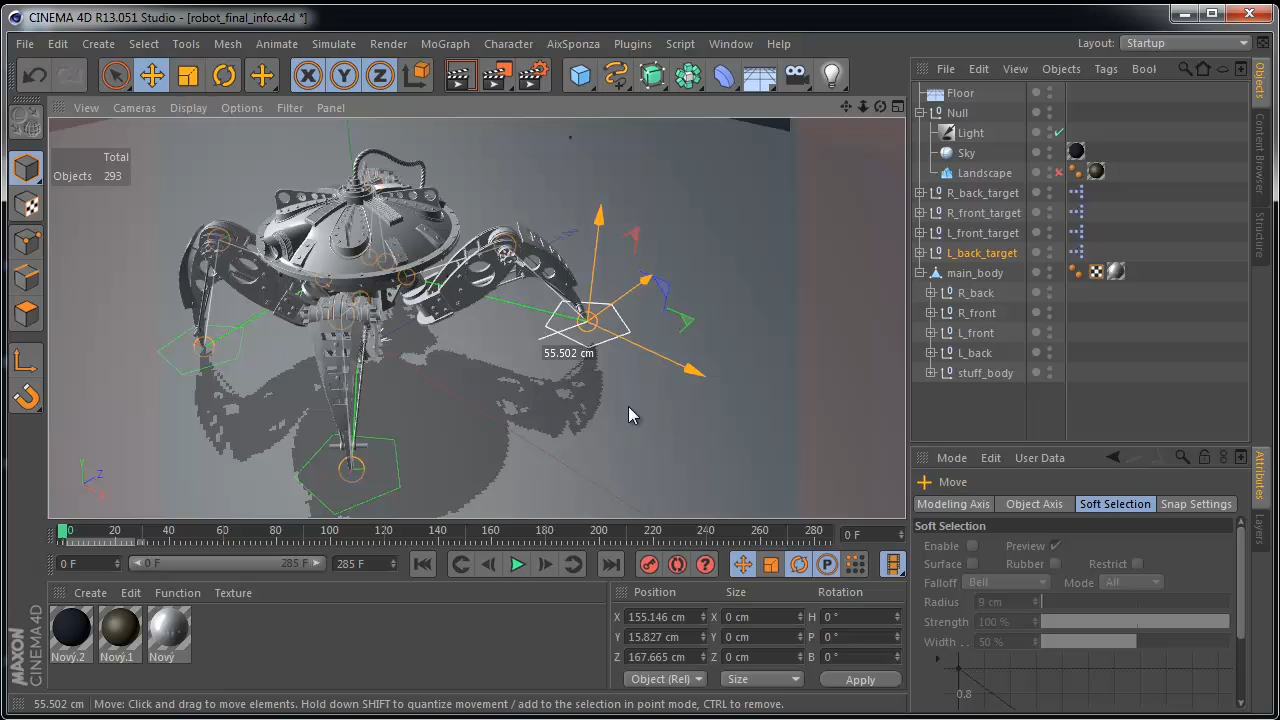 CINEMA 4D R13.051 Studio - [robot_final_info.c4d *]
File Edit Create Select Tools Mesh Animate Simulate Render MoGraph Character AixSponza Plugins Script Window Help Layout: Startup
File Edit View Objects Tags Bool
View Cameras Display Options Filter Panel
Total
Objects 293
55.502 cm
Floor
Null
Light
Sky
Landscape
R_back_target
R_front_target
L_front_target
L_back_target
main_body
R_back
R_front
L_front
L_back
stuff_body
Objects
Content Browser
Structure
Mode Edit User Data
Move
Modeling Axis Object Axis Soft Selection Snap Settings
Soft Selection
Enable Preview
Surface Rubber Restrict
Falloff Bell Mode All
Radius 9 cm
Strength 100 %
Width 50 %
0.8
Attributes
Layers
0 20 40 60 80 100 120 140 160 180 200 220 240 260 280 0 F
0 F 0 F 285 F 285 F
Create Edit Function Texture
Nový.2 Nový.1 Nový
Position Size Rotation
X 155.146 cm X 0 cm H 0 °
Y 15.827 cm Y 0 cm P 0 °
Z 167.665 cm Z 0 cm B 0 °
Object (Rel) Size Apply
MAXON CINEMA 4D
55.502 cm Move: Click and drag to move elements. Hold down SHIFT to quantize movement / add to the selection in point mode, CTRL to remove.